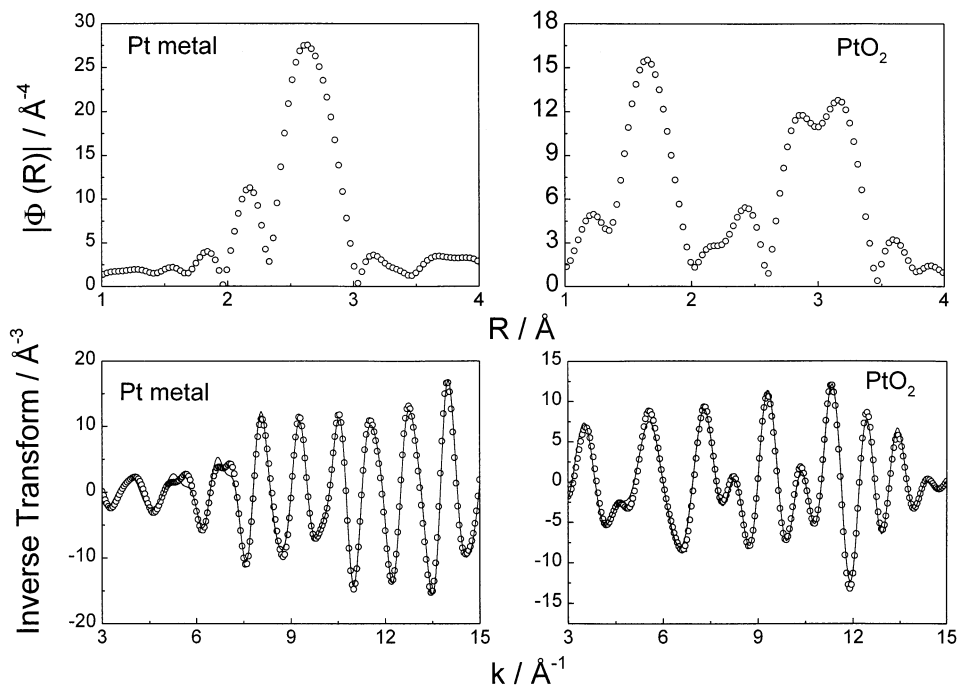 |Φ (R)| / Å⁻⁴
30
25
20
15
10
5
0
Pt metal
1 2 3 4
18
15
12
9
6
3
0
PtO₂
1 2 3 4
R / Å
Inverse Transform / Å⁻³
20
10
0
-10
-20
Pt metal
3 6 9 12 15
15
10
5
0
-5
-10
-15
PtO₂
3 6 9 12 15
k / Å⁻¹